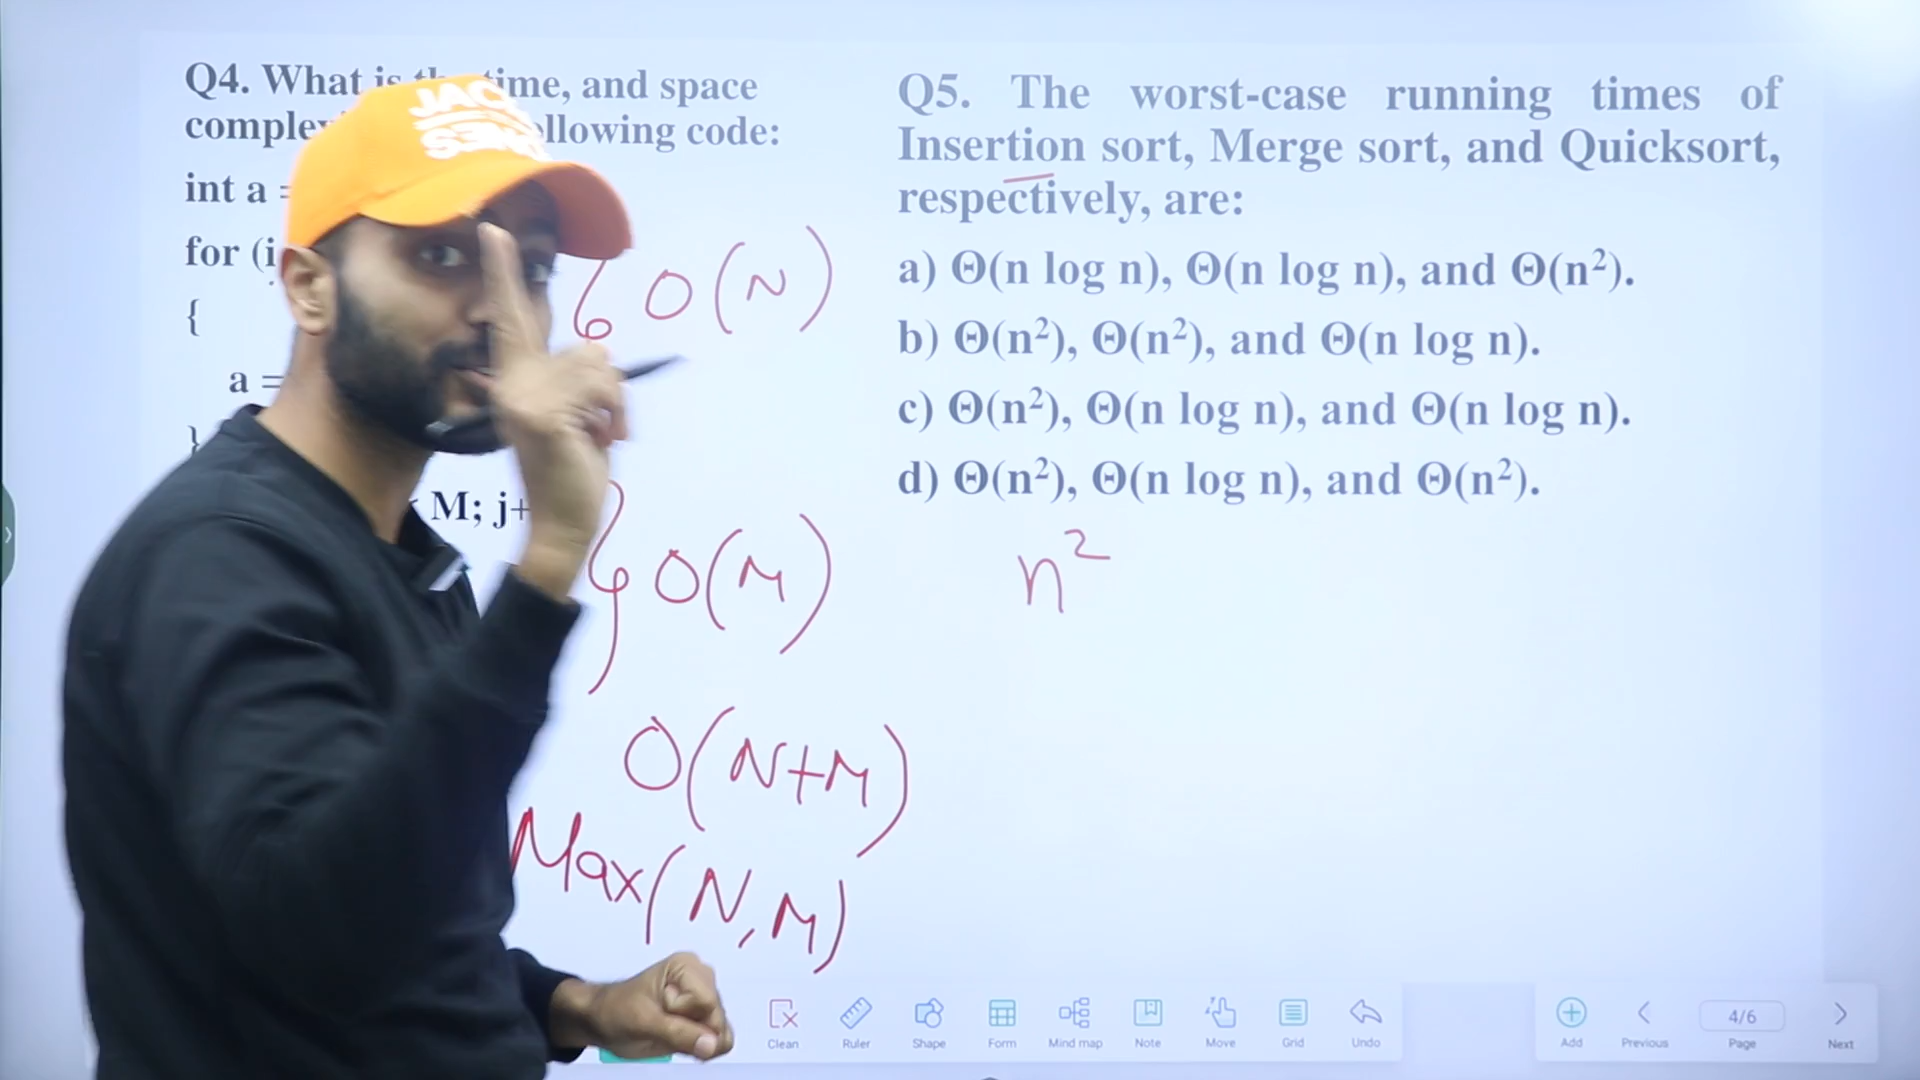 Q4. What is time, and space
following code:
int a =
for (i
{
a =
}
M; j+
O(N)
O(M)
O(N+M)
Max(N,M)
Q5. The worst-case running times of
Insertion sort, Merge sort, and Quicksort,
respectively, are:
a) Θ(n log n), Θ(n log n), and Θ(n²).
b) Θ(n²), Θ(n²), and Θ(n log n).
c) Θ(n²), Θ(n log n), and Θ(n log n).
d) Θ(n²), Θ(n log n), and Θ(n²).
n²
Clean Ruler Shape Form Mind map Note Move Grid Undo
Add Previous 4/6 Page Next